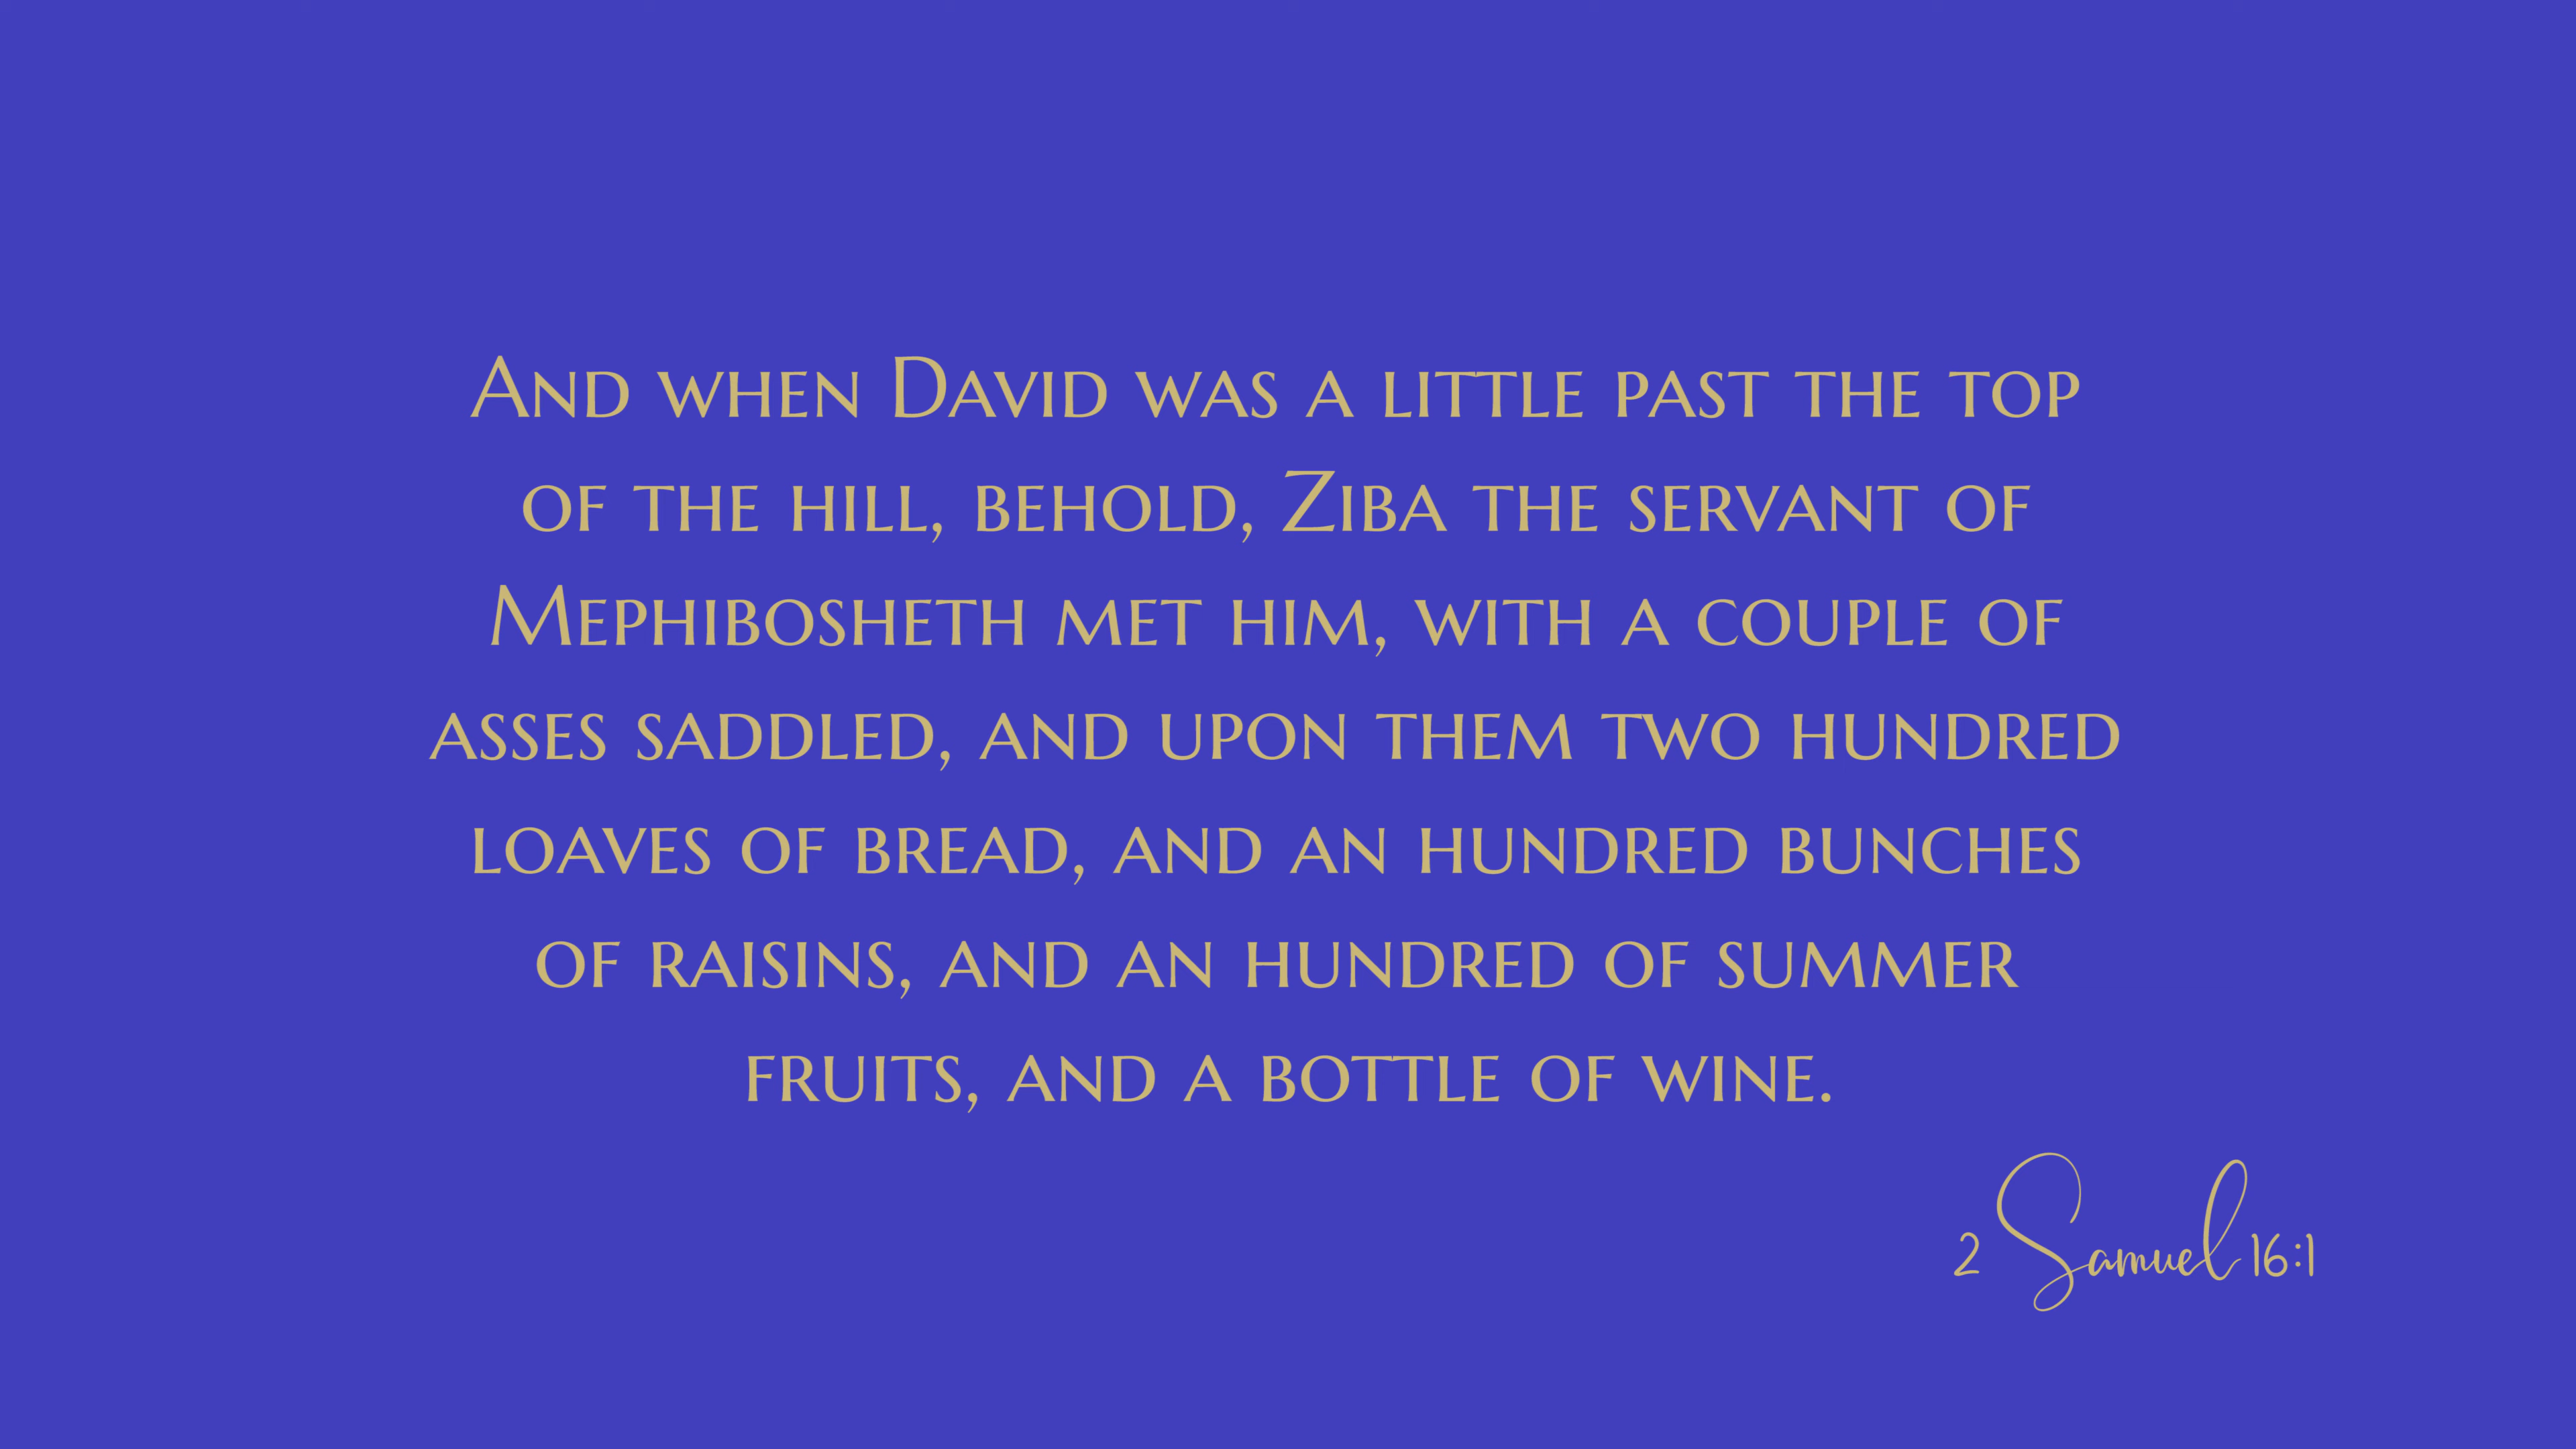 And when David was a little past the top
of the hill, behold, Ziba the servant of
Mephibosheth met him, with a couple of
asses saddled, and upon them two hundred
loaves of bread, and an hundred bunches
of raisins, and an hundred of summer
fruits, and a bottle of wine.
2 Samuel 16:1